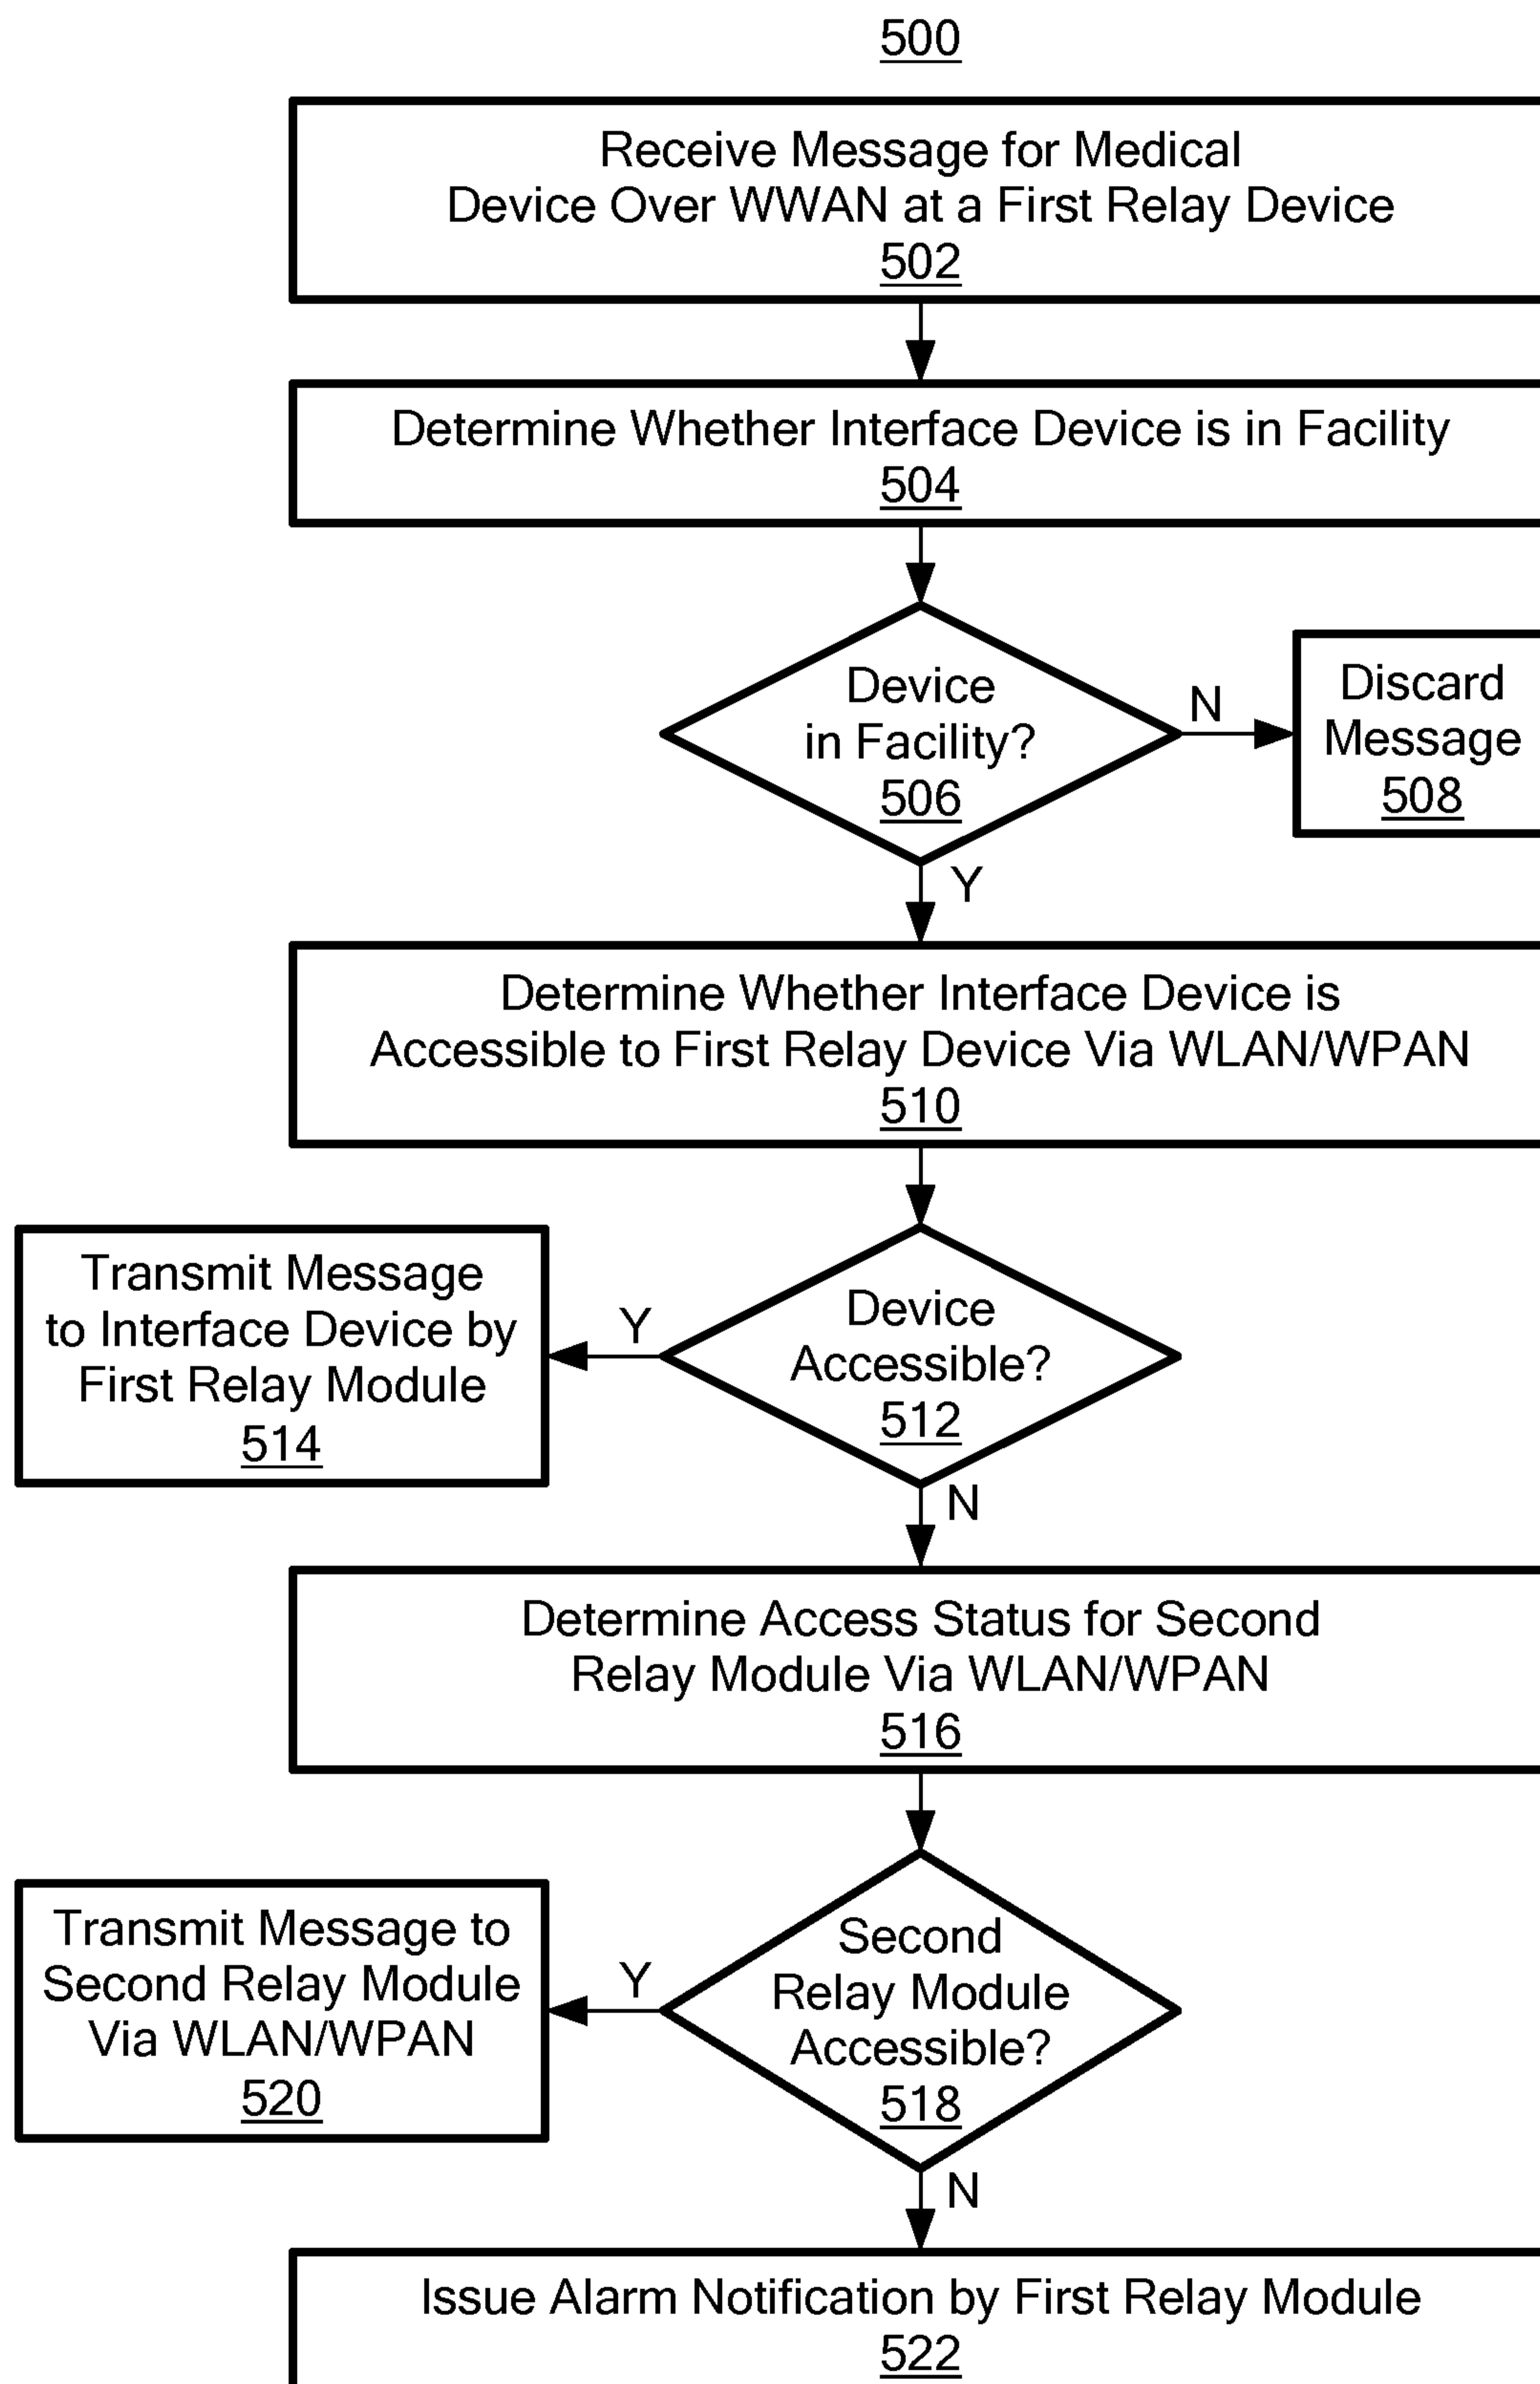 500
Receive Message for Medical
Device Over WWAN at a First Relay Device
502
Determine Whether Interface Device is in Facility
504
Device
in Facility?
506
N
Discard
Message
508
Y
Determine Whether Interface Device is
Accessible to First Relay Device Via WLAN/WPAN
510
Device
Accessible?
512
Y
Transmit Message
to Interface Device by
First Relay Module
514
N
Determine Access Status for Second
Relay Module Via WLAN/WPAN
516
Second
Relay Module
Accessible?
518
Y
Transmit Message to
Second Relay Module
Via WLAN/WPAN
520
N
Issue Alarm Notification by First Relay Module
522